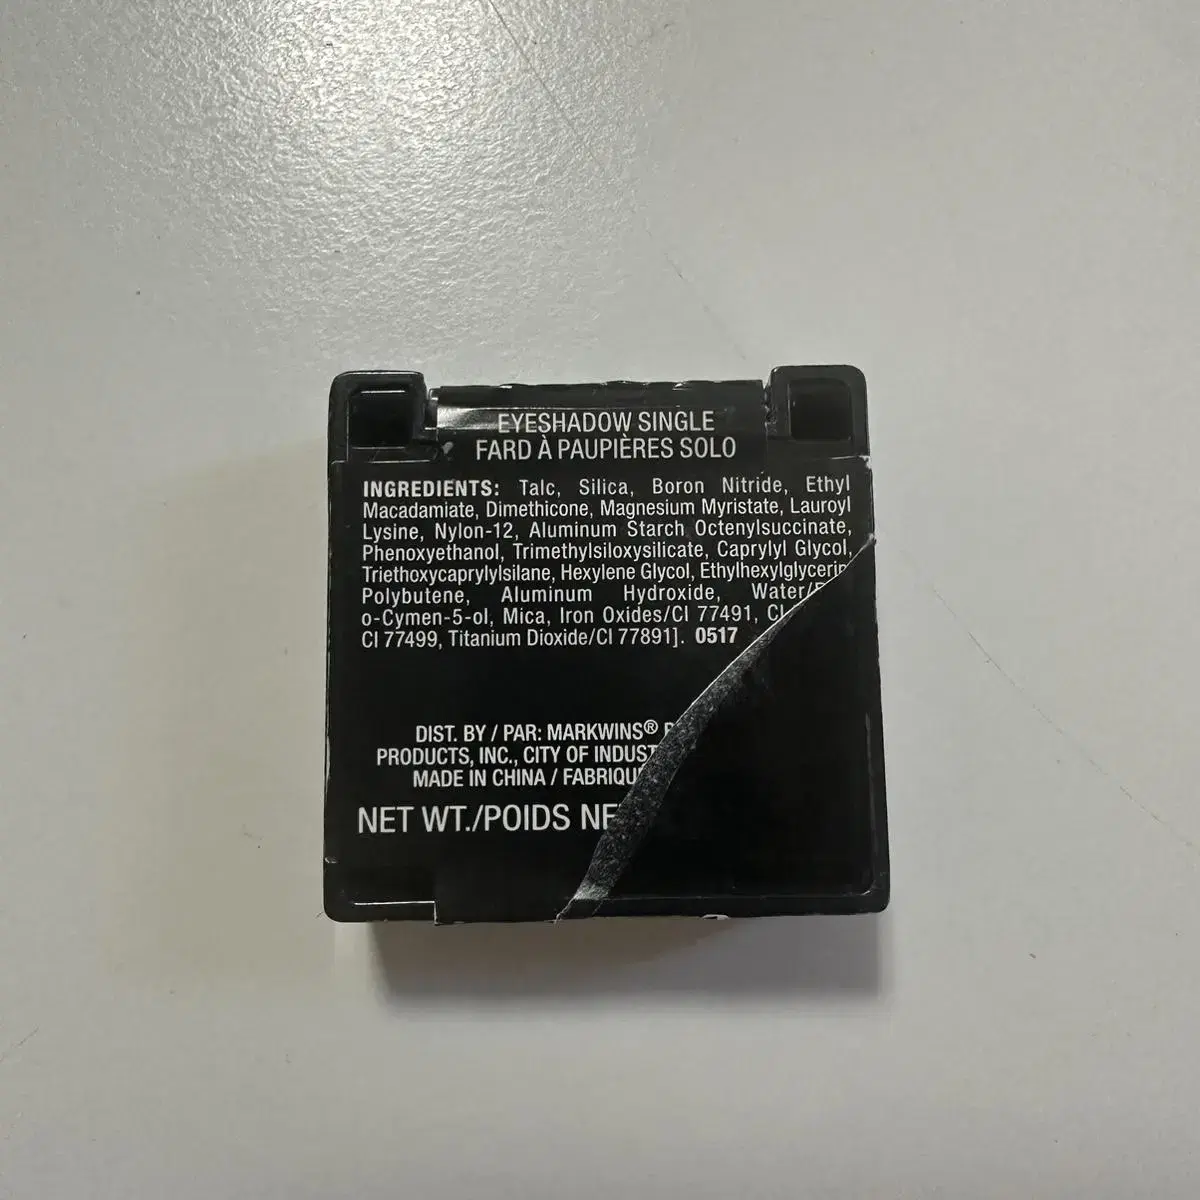 EYESHADOW SINGLE
FARD À PAUPIÈRES SOLO
INGREDIENTS: Talc, Silica, Boron Nitride, Ethyl
Macadamiate, Dimethicone, Magnesium Myristate, Lauroyl
Lysine, Nylon-12, Aluminum Starch Octenylsuccinate,
Phenoxyethanol, Trimethylsiloxysilicate, Caprylyl Glycol,
Triethoxycaprylylsilane, Hexylene Glycol, Ethylhexylglycerin
Polybutene, Aluminum Hydroxide, Water/
o-Cymen-5-ol, Mica, Iron Oxides/CI 77491, CI
CI 77499, Titanium Dioxide/CI 77891]. 0517
DIST. BY / PAR: MARKWINS®
PRODUCTS, INC., CITY OF
MADE IN CHINA /
NET WT./POIDS